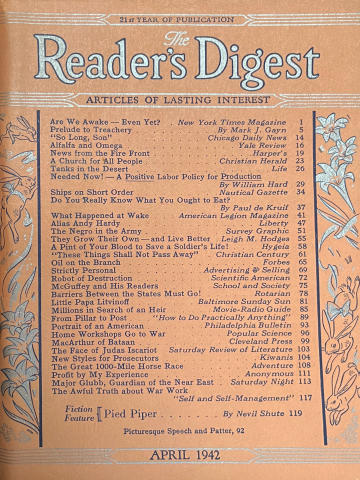 21st YEAR OF PUBLICATION
The
Reader's Digest
ARTICLES OF LASTING INTEREST
Are We Awake — Even Yet? . . New York Times Magazine 1
Prelude to Treachery . . . . . By Mark J. Gayn 5
"So Long, Son" . . . . . Chicago Daily News 14
Alfalfa and Omega . . . . . Yale Review 16
News from the Fire Front . . . . . Harper's 19
A Church for All People . . . . . Christian Herald 23
Tanks in the Desert . . . . . Life 26
Needed Now! — A Positive Labor Policy for Production
By William Hard 29
Ships on Short Order . . . . . Nautical Gazette 34
Do You Really Know What You Ought to Eat?
By Paul de Kruif 37
What Happened at Wake . . American Legion Magazine 41
Alias Andy Hardy . . . . . Liberty 47
The Negro in the Army . . . . . Survey Graphic 51
They Grow Their Own — and Live Better . Leigh M. Hodges 55
A Pint of Your Blood to Save a Soldier's Life! . Hygeia 58
"These Things Shall Not Pass Away" . . Christian Century 61
Oil on the Branch . . . . . Forbes 65
Strictly Personal . . . . . Advertising & Selling 69
Robot of Destruction . . . . . Scientific American 72
McGuffey and His Readers . . . . School and Society 75
Barriers Between the States Must Go! . . . Rotarian 78
Little Papa Litvinoff . . . . . Baltimore Sunday Sun 81
Millions in Search of an Heir . . . Movie-Radio Guide 85
From Pillar to Post . . "How to Do Practically Anything" 89
Portrait of an American . . . . Philadelphia Bulletin 93
Home Workshops Go to War . . . . Popular Science 96
MacArthur of Bataan . . . . . Cleveland Press 99
The Face of Judas Iscariot . Saturday Review of Literature 103
New Styles for Prosecutors . . . . . Kiwanis 104
The Great 1000-Mile Horse Race . . . . Adventure 108
Profit by My Experience . . . . . Anonymous 111
Major Glubb, Guardian of the Near East . Saturday Night 113
The Awful Truth about War Work
"Self and Self-Management" 117
Fiction Feature [ Pied Piper . . . . . . . By Nevil Shute 119
Picturesque Speech and Patter, 92
APRIL 1942